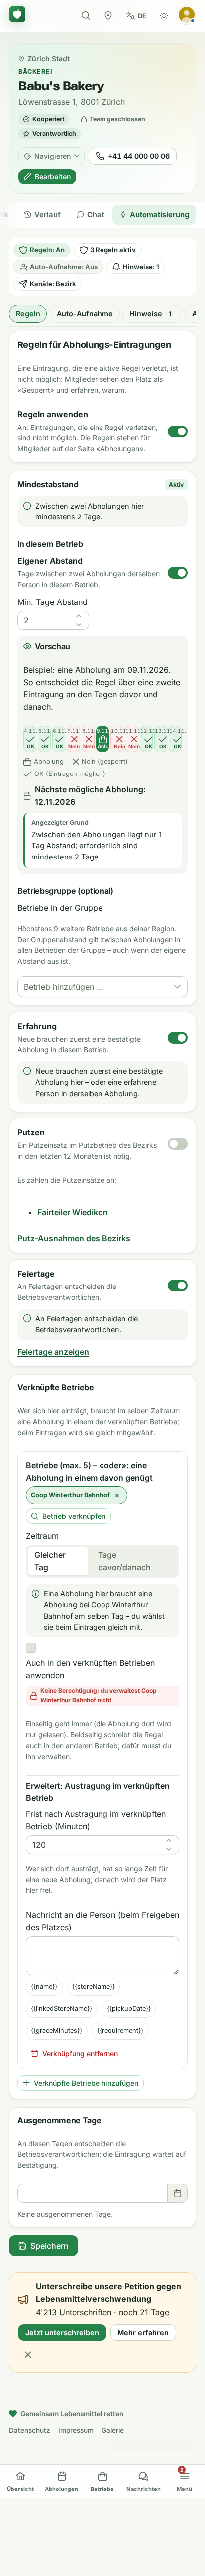 DE
Zürich Stadt
BÄCKEREI
Babu's Bakery
Löwenstrasse 1, 8001 Zürich
Kooperiert
Team geschlossen
Verantwortlich
Navigieren
+41 44 000 00 06
Bearbeiten
Verlauf
Chat
Automatisierung
Regeln: An
3 Regeln aktiv
Auto-Aufnahme: Aus
Hinweise: 1
Kanäle: Bezirk
Regeln
Auto-Aufnahme
Hinweise 1
Regeln für Abholungs-Eintragungen
Eine Eintragung, die eine aktive Regel verletzt, ist nicht möglich: Mitglieder sehen den Platz als «Gesperrt» und erfahren, warum.
Regeln anwenden
An: Eintragungen, die eine Regel verletzen, sind nicht möglich. Die Regeln stehen für Mitglieder auf der Seite «Abholungen».
Mindestabstand
Aktiv
Zwischen zwei Abholungen hier mindestens 2 Tage.
In diesem Betrieb
Eigener Abstand
Tage zwischen zwei Abholungen derselben Person in diesem Betrieb.
Min. Tage Abstand
2
Vorschau
Beispiel: eine Abholung am 09.11.2026. So entscheidet die Regel über eine zweite Eintragung an den Tagen davor und danach.
OK
OK
OK
Nein
Nein
Abh.
Nein
Nein
OK
OK
OK
Abholung
Nein (gesperrt)
OK (Eintragen möglich)
Nächste mögliche Abholung: 12.11.2026
Angezeigter Grund
Zwischen den Abholungen liegt nur 1 Tag Abstand; erforderlich sind mindestens 2 Tage.
Betriebsgruppe (optional)
Betriebe in der Gruppe
Höchstens 9 weitere Betriebe aus deiner Region. Der Gruppenabstand gilt zwischen Abholungen in allen Betrieben der Gruppe – auch wenn der eigene Abstand aus ist.
Betrieb hinzufügen ...
Erfahrung
Neue brauchen zuerst eine bestätigte Abholung in diesem Betrieb.
Neue brauchen zuerst eine bestätigte Abholung hier – oder eine erfahrene Person in derselben Abholung.
Putzen
Ein Putzeinsatz im Putzbetrieb des Bezirks in den letzten 12 Monaten ist nötig.
Es zählen die Putzeinsätze an:
Fairteiler Wiedikon
Putz-Ausnahmen des Bezirks
Feiertage
An Feiertagen entscheiden die Betriebsverantwortlichen.
An Feiertagen entscheiden die Betriebsverantwortlichen.
Feiertage anzeigen
Verknüpfte Betriebe
Wer sich hier einträgt, braucht im selben Zeitraum eine Abholung in einem der verknüpften Betriebe; beim Eintragen wird sie gleich mitgewählt.
Betriebe (max. 5) – «oder»: eine Abholung in einem davon genügt
Coop Winterthur Bahnhof ×
Betrieb verknüpfen
Zeitraum
Gleicher Tag
Tage davor/danach
Eine Abholung hier braucht eine Abholung bei Coop Winterthur Bahnhof am selben Tag – du wählst sie beim Eintragen gleich mit.
Auch in den verknüpften Betrieben anwenden
Keine Berechtigung: du verwaltest Coop Winterthur Bahnhof nicht
Einseitig geht immer (die Abholung dort wird nur gelesen). Beidseitig schreibt die Regel auch in den anderen Betrieb; dafür musst du ihn verwalten.
Erweitert: Austragung im verknüpften Betrieb
Frist nach Austragung im verknüpften Betrieb (Minuten)
120
Wer sich dort austrägt, hat so lange Zeit für eine neue Abholung; danach wird der Platz hier frei.
Nachricht an die Person (beim Freigeben des Platzes)
{{name}}
{{storeName}}
{{linkedStoreName}}
{{pickupDate}}
{{graceMinutes}}
{{requirement}}
Verknüpfung entfernen
Verknüpfte Betriebe hinzufügen
Ausgenommene Tage
An diesen Tagen entscheiden die Betriebsverantwortlichen; die Eintragung wartet auf Bestätigung.
Keine ausgenommenen Tage.
Speichern
Unterschreibe unsere Petition gegen Lebensmittelverschwendung
4'213 Unterschriften · noch 21 Tage
Jetzt unterschreiben
Mehr erfahren
Gemeinsam Lebensmittel retten
Datenschutz
Impressum
Galerie
2
Übersicht
Abholungen
Betriebe
Nachrichten
Menü